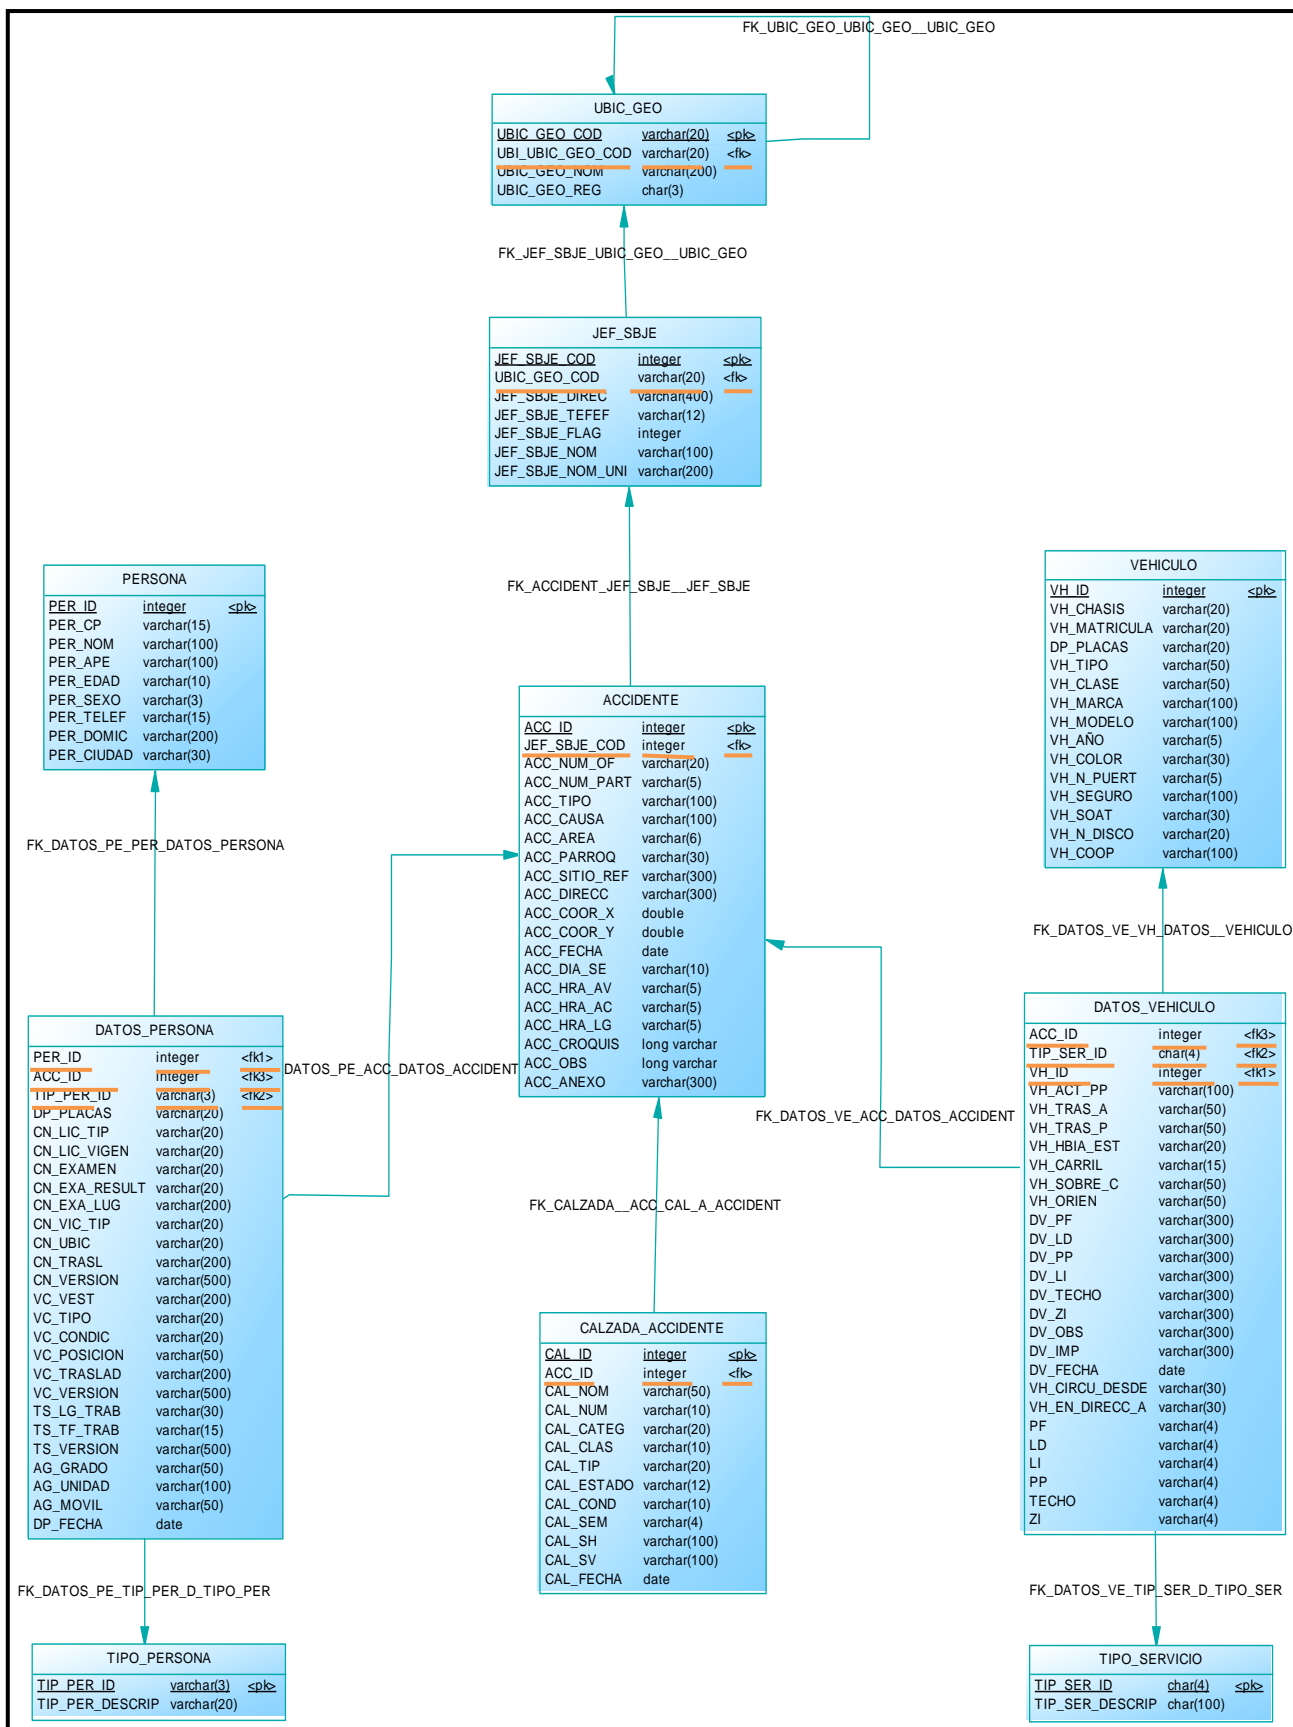 FK_UBIC_GEO_UBIC_GEO__UBIC_GEO
UBIC_GEO
UBIC_GEO_COD varchar(20) <pk>
UBI_UBIC_GEO_COD varchar(20) <fk>
UBIC_GEO_NOM varchar(200)
UBIC_GEO_REG char(3)
FK_JEF_SBJE_UBIC_GEO__UBIC_GEO
JEF_SBJE
JEF_SBJE_COD integer <pk>
UBIC_GEO_COD varchar(20) <fk>
JEF_SBJE_DIREC varchar(400)
JEF_SBJE_TEFEF varchar(12)
JEF_SBJE_FLAG integer
JEF_SBJE_NOM varchar(100)
JEF_SBJE_NOM_UNI varchar(200)
FK_ACCIDENT_JEF_SBJE__JEF_SBJE
PERSONA
PER_ID integer <pk>
PER_CP varchar(15)
PER_NOM varchar(100)
PER_APE varchar(100)
PER_EDAD varchar(10)
PER_SEXO varchar(3)
PER_TELEF varchar(15)
PER_DOMIC varchar(200)
PER_CIUDAD varchar(30)
FK_DATOS_PE_PER_DATOS_PERSONA
VEHICULO
VH_ID integer <pk>
VH_CHASIS varchar(20)
VH_MATRICULA varchar(20)
DP_PLACAS varchar(20)
VH_TIPO varchar(50)
VH_CLASE varchar(50)
VH_MARCA varchar(100)
VH_MODELO varchar(100)
VH_AÑO varchar(5)
VH_COLOR varchar(30)
VH_N_PUERT varchar(5)
VH_SEGURO varchar(100)
VH_SOAT varchar(30)
VH_N_DISCO varchar(20)
VH_COOP varchar(100)
FK_DATOS_VE_VH_DATOS__VEHICULO
ACCIDENTE
ACC_ID integer <pk>
JEF_SBJE_COD integer <fk>
ACC_NUM_OF varchar(20)
ACC_NUM_PART varchar(5)
ACC_TIPO varchar(100)
ACC_CAUSA varchar(100)
ACC_AREA varchar(6)
ACC_PARROQ varchar(30)
ACC_SITIO_REF varchar(300)
ACC_DIRECC varchar(300)
ACC_COOR_X double
ACC_COOR_Y double
ACC_FECHA date
ACC_DIA_SE varchar(10)
ACC_HRA_AV varchar(5)
ACC_HRA_AC varchar(5)
ACC_HRA_LG varchar(5)
ACC_CROQUIS long varchar
ACC_OBS long varchar
ACC_ANEXO varchar(300)
DATOS_PE_ACC_DATOS_ACCIDENT
FK_DATOS_VE_ACC_DATOS_ACCIDENT
FK_CALZADA__ACC_CAL_A_ACCIDENT
DATOS_PERSONA
PER_ID integer <fk1>
ACC_ID integer <fk3>
TIP_PER_ID varchar(3) <fk2>
DP_PLACAS varchar(20)
CN_LIC_TIP varchar(20)
CN_LIC_VIGEN varchar(20)
CN_EXAMEN varchar(20)
CN_EXA_RESULT varchar(20)
CN_EXA_LUG varchar(200)
CN_VIC_TIP varchar(20)
CN_UBIC varchar(20)
CN_TRASL varchar(200)
CN_VERSION varchar(500)
VC_VEST varchar(200)
VC_TIPO varchar(20)
VC_CONDIC varchar(20)
VC_POSICION varchar(50)
VC_TRASLAD varchar(200)
VC_VERSION varchar(500)
TS_LG_TRAB varchar(30)
TS_TF_TRAB varchar(15)
TS_VERSION varchar(500)
AG_GRADO varchar(50)
AG_UNIDAD varchar(100)
AG_MOVIL varchar(50)
DP_FECHA date
FK_DATOS_PE_TIP_PER_D_TIPO_PER
TIPO_PERSONA
TIP_PER_ID varchar(3) <pk>
TIP_PER_DESCRIP varchar(20)
CALZADA_ACCIDENTE
CAL_ID integer <pk>
ACC_ID integer <fk>
CAL_NOM varchar(50)
CAL_NUM varchar(10)
CAL_CATEG varchar(20)
CAL_CLAS varchar(10)
CAL_TIP varchar(20)
CAL_ESTADO varchar(12)
CAL_COND varchar(10)
CAL_SEM varchar(4)
CAL_SH varchar(100)
CAL_SV varchar(100)
CAL_FECHA date
DATOS_VEHICULO
ACC_ID integer <fk3>
TIP_SER_ID char(4) <fk2>
VH_ID integer <fk1>
VH_ACT_PP varchar(100)
VH_TRAS_A varchar(50)
VH_TRAS_P varchar(50)
VH_HBIA_EST varchar(20)
VH_CARRIL varchar(15)
VH_SOBRE_C varchar(50)
VH_ORIEN varchar(50)
DV_PF varchar(300)
DV_LD varchar(300)
DV_PP varchar(300)
DV_LI varchar(300)
DV_TECHO varchar(300)
DV_ZI varchar(300)
DV_OBS varchar(300)
DV_IMP varchar(300)
DV_FECHA date
VH_CIRCU_DESDE varchar(30)
VH_EN_DIRECC_A varchar(30)
PF varchar(4)
LD varchar(4)
LI varchar(4)
PP varchar(4)
TECHO varchar(4)
ZI varchar(4)
FK_DATOS_VE_TIP_SER_D_TIPO_SER
TIPO_SERVICIO
TIP_SER_ID char(4) <pk>
TIP_SER_DESCRIP char(100)